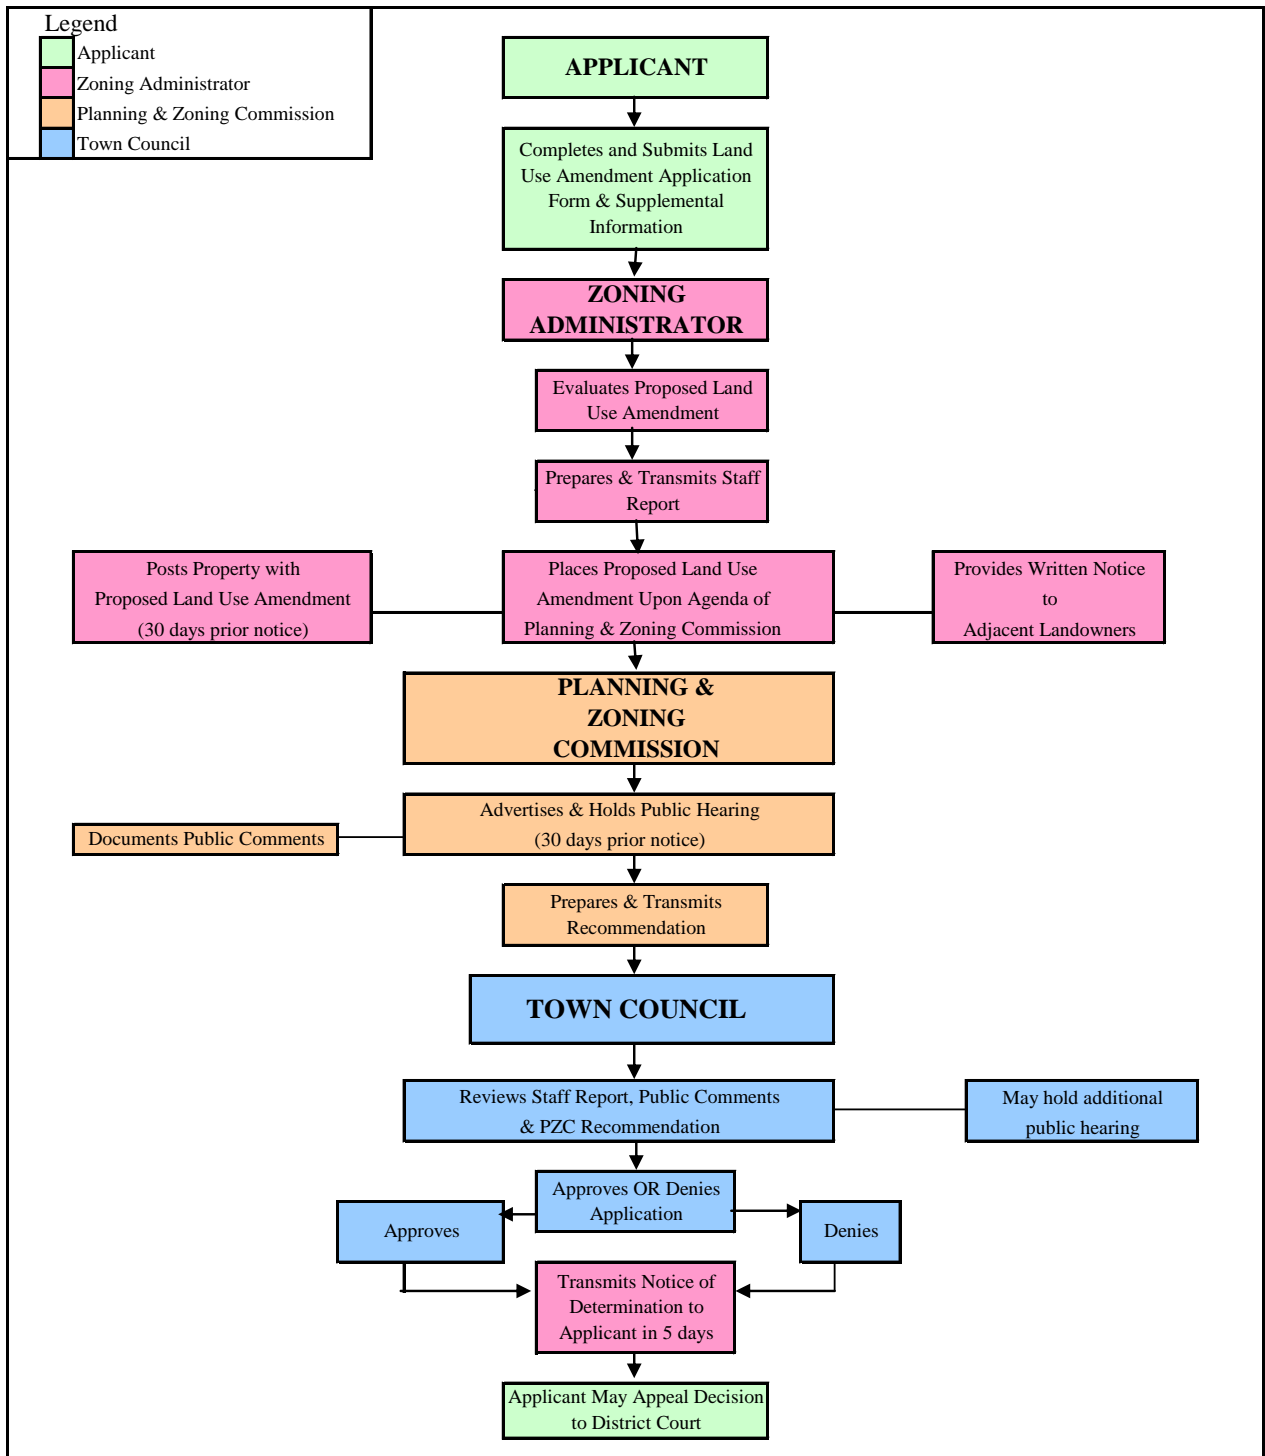 Legend
Applicant
Zoning Administrator
Planning & Zoning Commission
Town Council
APPLICANT
Completes and Submits Land
Use Amendment Application
Form & Supplemental
Information
ZONING
ADMINISTRATOR
Evaluates Proposed Land
Use Amendment
Prepares & Transmits Staff
Report
Posts Property with
Proposed Land Use Amendment
(30 days prior notice)
Places Proposed Land Use
Amendment Upon Agenda of
Planning & Zoning Commission
Provides Written Notice
to
Adjacent Landowners
PLANNING &
ZONING
COMMISSION
Advertises & Holds Public Hearing
(30 days prior notice)
Documents Public Comments
Prepares & Transmits
Recommendation
TOWN COUNCIL
Reviews Staff Report, Public Comments
& PZC Recommendation
May hold additional
public hearing
Approves OR Denies
Application
Approves
Denies
Transmits Notice of
Determination to
Applicant in 5 days
Applicant May Appeal Decision
to District Court